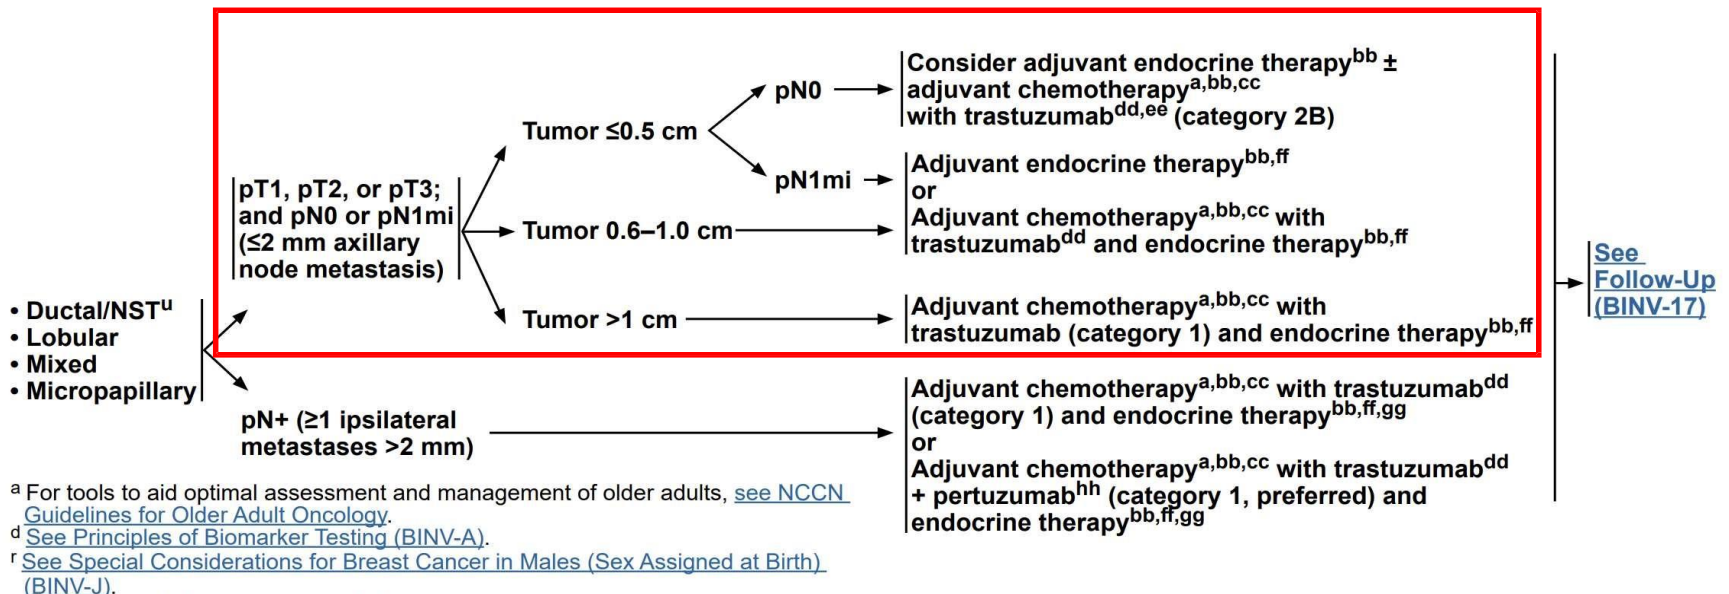 • Ductal/NSTu
• Lobular
• Mixed
• Micropapillary
pT1, pT2, or pT3;
and pN0 or pN1mi
(≤2 mm axillary
node metastasis)
Tumor ≤0.5 cm
pN0
Consider adjuvant endocrine therapybb ±
adjuvant chemotherapya,bb,cc
with trastuzumabdd,ee (category 2B)
pN1mi
Adjuvant endocrine therapybb,ff
or
Adjuvant chemotherapya,bb,cc with
trastuzumabdd and endocrine therapybb,ff
Tumor 0.6–1.0 cm
Tumor >1 cm
Adjuvant chemotherapya,bb,cc with
trastuzumab (category 1) and endocrine therapybb,ff
pN+ (≥1 ipsilateral
metastases >2 mm)
Adjuvant chemotherapya,bb,cc with trastuzumabdd
(category 1) and endocrine therapybb,ff,gg
or
Adjuvant chemotherapya,bb,cc with trastuzumabdd
+ pertuzumabhh (category 1, preferred) and
endocrine therapybb,ff,gg
See
Follow-Up
(BINV-17)
a For tools to aid optimal assessment and management of older adults, see NCCN
Guidelines for Older Adult Oncology.
d See Principles of Biomarker Testing (BINV-A).
r See Special Considerations for Breast Cancer in Males (Sex Assigned at Birth)
(BINV-J).